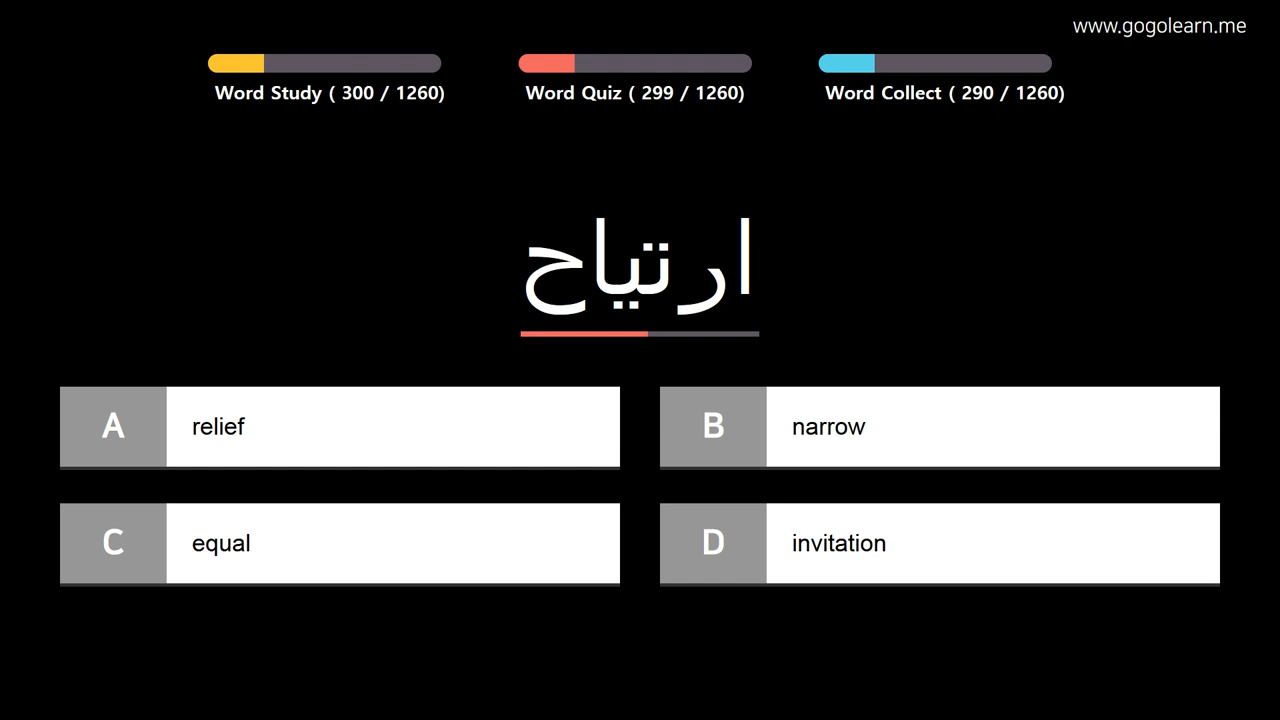 www.gogolearn.me
Word Study ( 300 / 1260)
Word Quiz ( 299 / 1260)
Word Collect ( 290 / 1260)
ارتياح
A relief
B narrow
C equal
D invitation